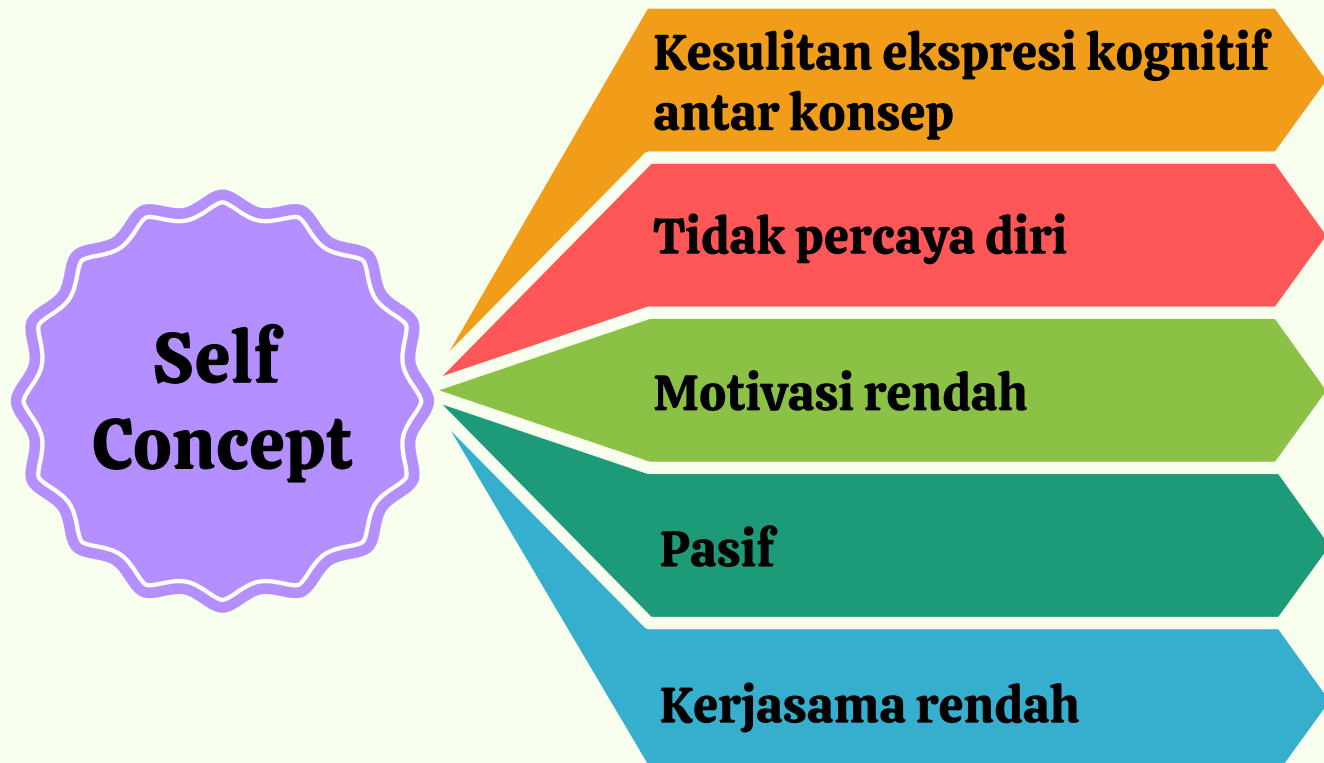 Self
Concept
Kesulitan ekspresi kognitif
antar konsep
Tidak percaya diri
Motivasi rendah
Pasif
Kerjasama rendah